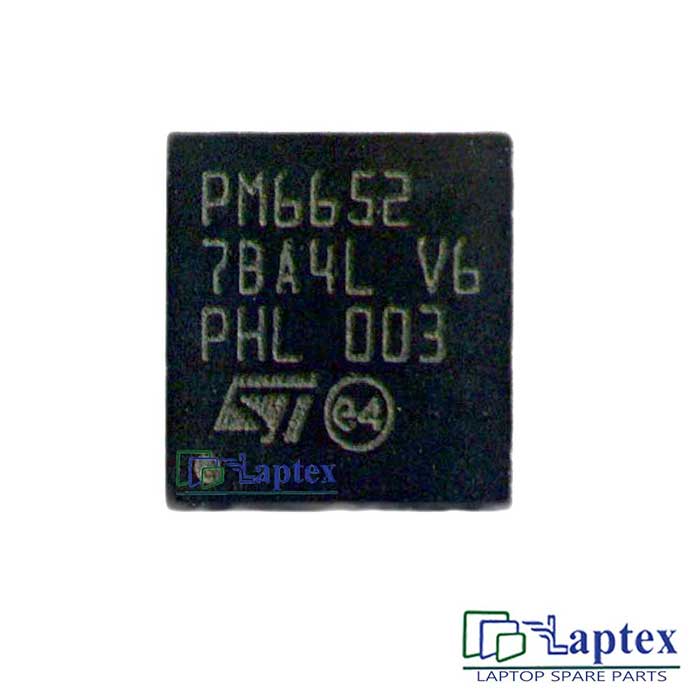 PM6652
7BA4L V6
PHL 003
ST e4
Laptex
Laptex
LAPTOP SPARE PARTS